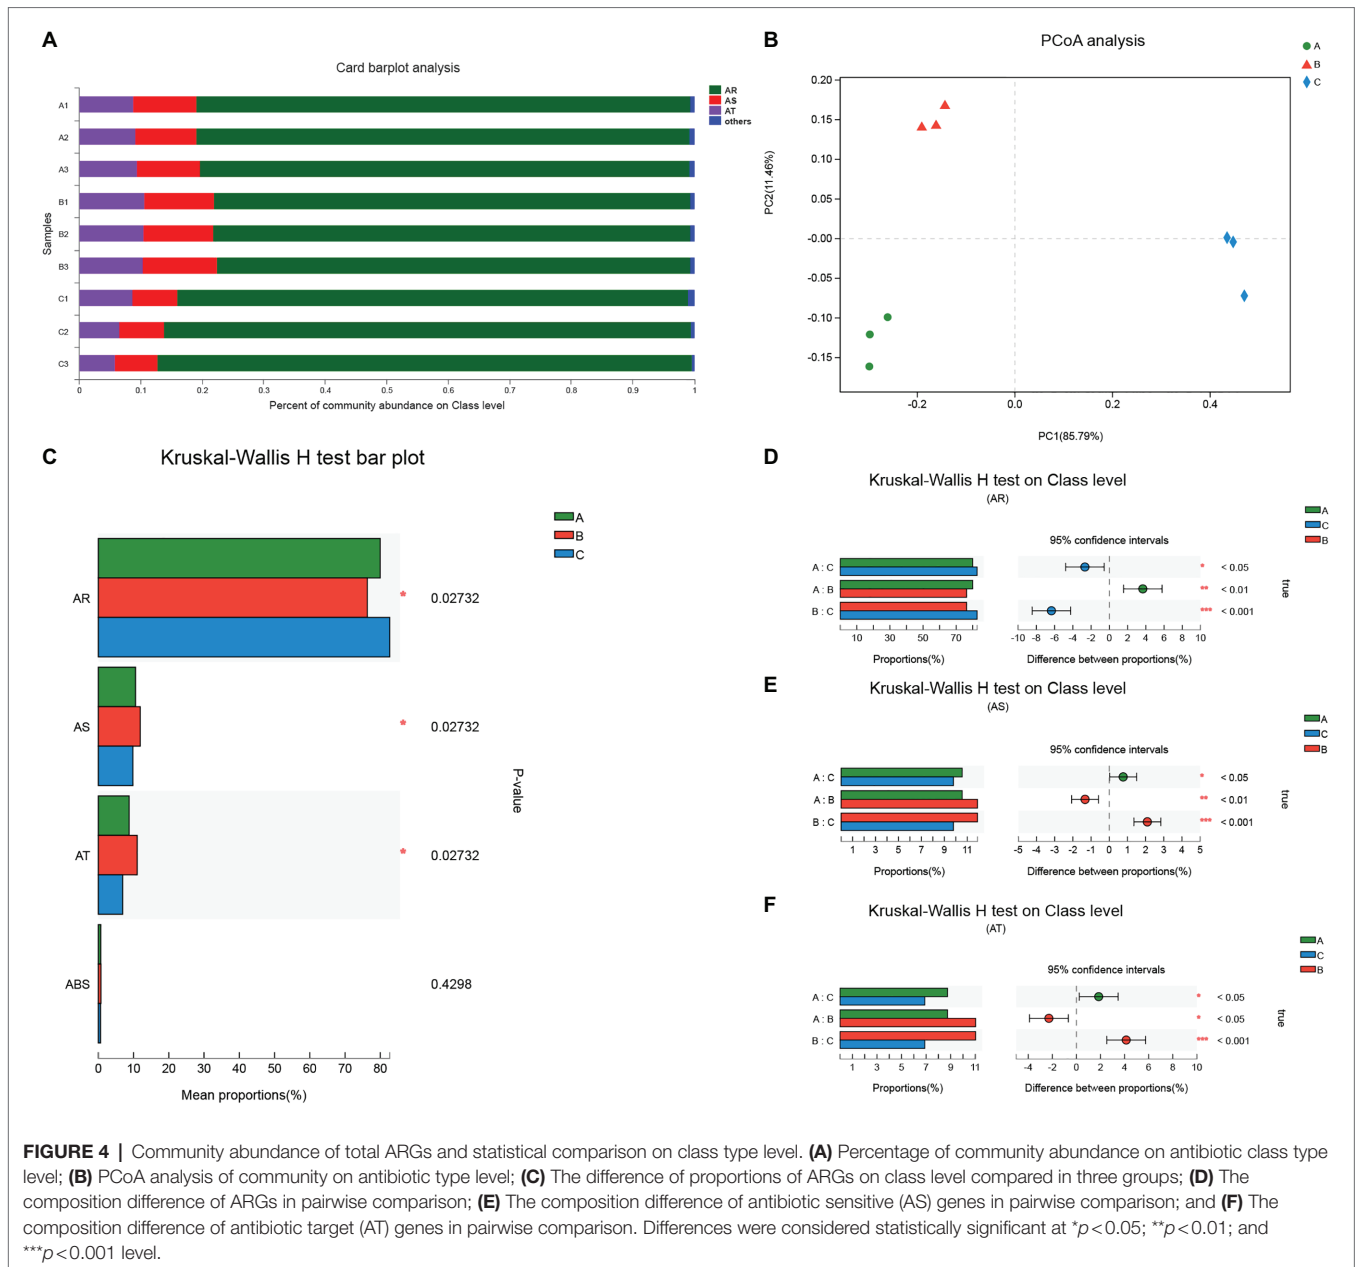 A
Card barplot analysis
AR
AS
AT
others
A1
A2
A3
B1
B2
B3
C1
C2
C3
Samples
0 0.1 0.2 0.3 0.4 0.5 0.6 0.7 0.8 0.9 1
Percent of community abundance on Class level
B
PCoA analysis
A
B
C
0.20
0.15
0.10
0.05
-0.00
-0.05
-0.10
-0.15
PC2(11.46%)
-0.2 0.0 0.2 0.4
PC1(85.79%)
C
Kruskal-Wallis H test bar plot
A
B
C
AR * 0.02732
AS * 0.02732
AT * 0.02732
ABS 0.4298
P-value
0 10 20 30 40 50 60 70 80
Mean proportions(%)
D
Kruskal-Wallis H test on Class level
(AR)
A
C
B
95% confidence intervals
A : C * < 0.05
A : B ** < 0.01
B : C *** < 0.001
true
10 30 50 70
-10 -8 -6 -4 -2 0 2 4 6 8 10
Proportions(%)
Difference between proportions(%)
E
Kruskal-Wallis H test on Class level
(AS)
A
C
B
95% confidence intervals
A : C * < 0.05
A : B ** < 0.01
B : C *** < 0.001
true
1 3 5 7 9 11
-5 -4 -3 -2 -1 0 1 2 3 4 5
Proportions(%)
Difference between proportions(%)
F
Kruskal-Wallis H test on Class level
(AT)
A
C
B
95% confidence intervals
A : C * < 0.05
A : B * < 0.05
B : C *** < 0.001
true
1 3 5 7 9 11
-4 -2 0 2 4 6 8 10
Proportions(%)
Difference between proportions(%)
FIGURE 4 | Community abundance of total ARGs and statistical comparison on class type level. (A) Percentage of community abundance on antibiotic class type
level; (B) PCoA analysis of community on antibiotic type level; (C) The difference of proportions of ARGs on class level compared in three groups; (D) The
composition difference of ARGs in pairwise comparison; (E) The composition difference of antibiotic sensitive (AS) genes in pairwise comparison; and (F) The
composition difference of antibiotic target (AT) genes in pairwise comparison. Differences were considered statistically significant at *p<0.05; **p<0.01; and
***p<0.001 level.